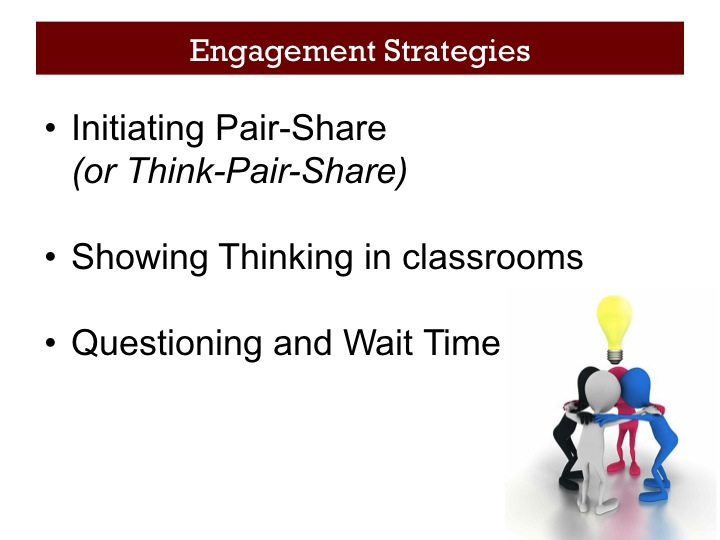 Engagement Strategies
• Initiating Pair-Share
(or Think-Pair-Share)
• Showing Thinking in classrooms
• Questioning and Wait Time